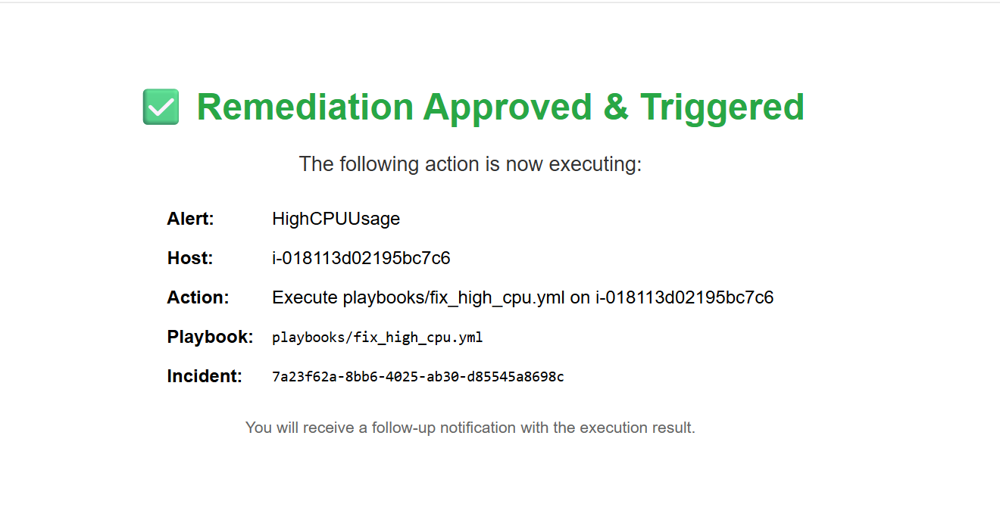 ✅ Remediation Approved & Triggered
The following action is now executing:
Alert: HighCPUUsage
Host: i-018113d02195bc7c6
Action: Execute playbooks/fix_high_cpu.yml on i-018113d02195bc7c6
Playbook: playbooks/fix_high_cpu.yml
Incident: 7a23f62a-8bb6-4025-ab30-d85545a8698c
You will receive a follow-up notification with the execution result.